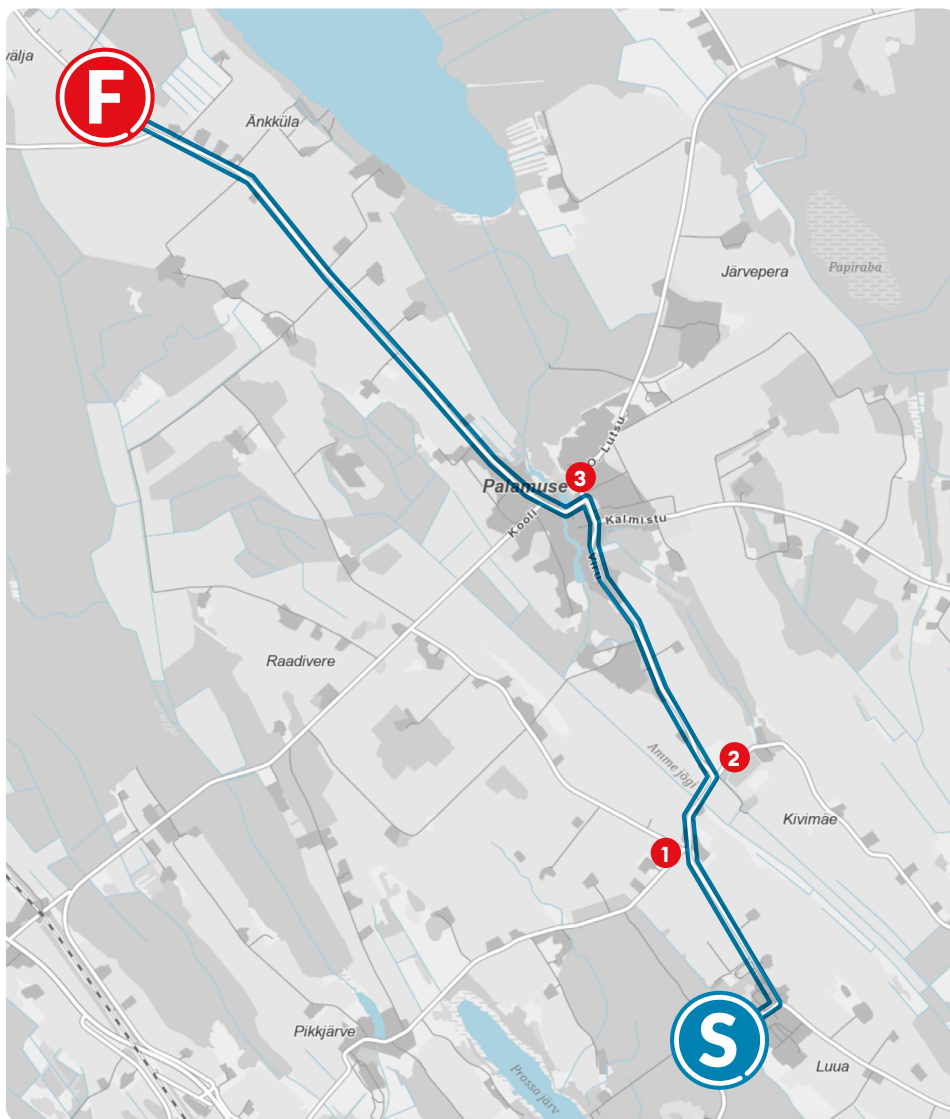 välja
F
Änkküla
Järvepera
Papiraba
O. Lutsu
3
Palamuse
Kooli
Kalmistu
Viru
Raadivere
Amme jõgi
2
Kivimäe
1
S
Pikkjärve
Prossa järv
Luua